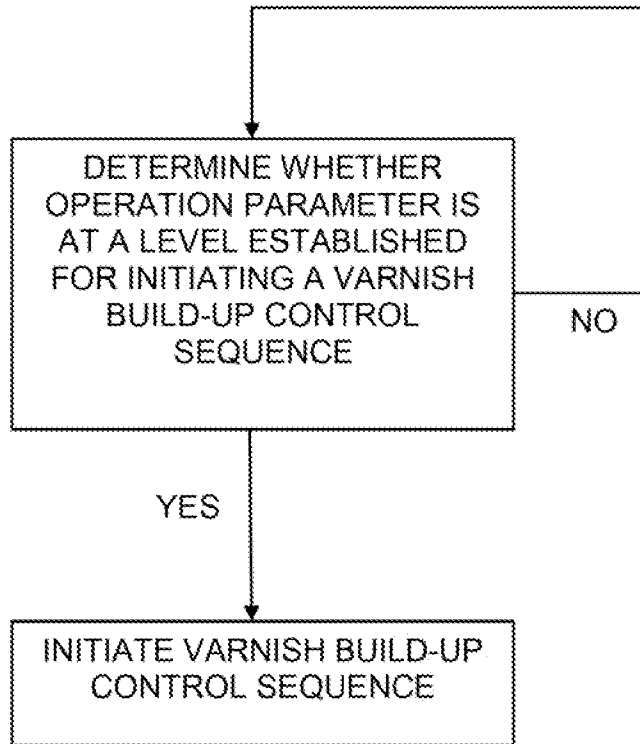 DETERMINE WHETHER
OPERATION PARAMETER IS
AT A LEVEL ESTABLISHED
FOR INITIATING A VARNISH
BUILD-UP CONTROL
SEQUENCE
NO
YES
INITIATE VARNISH BUILD-UP
CONTROL SEQUENCE